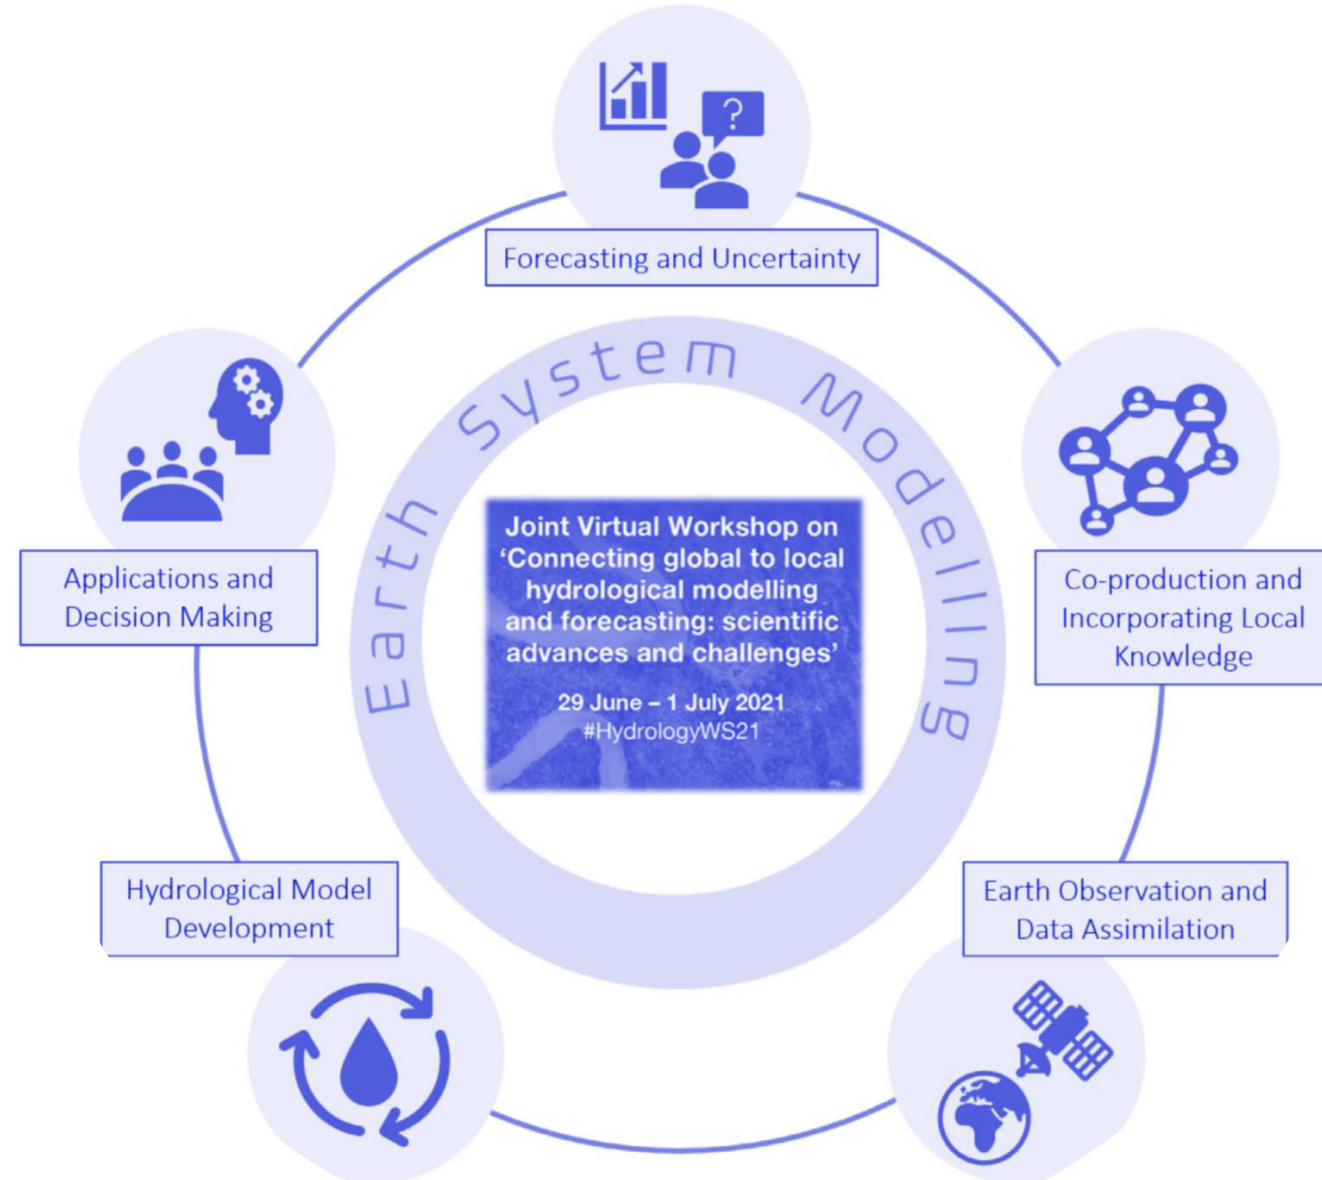 ?
Forecasting and Uncertainty
Earth System Modelling
Applications and
Decision Making
Co-production and
Incorporating Local
Knowledge
Joint Virtual Workshop on
‘Connecting global to local
hydrological modelling
and forecasting: scientific
advances and challenges’
29 June – 1 July 2021
#HydrologyWS21
Hydrological Model
Development
Earth Observation and
Data Assimilation